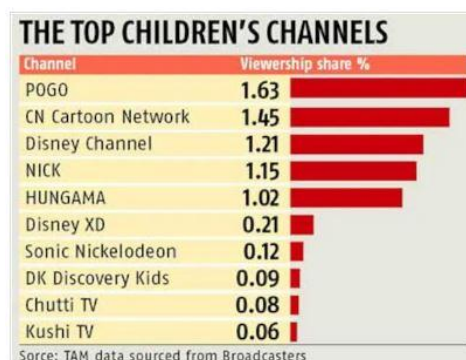 THE TOP CHILDREN'S CHANNELS
Channel Viewership share %
POGO 1.63
CN Cartoon Network 1.45
Disney Channel 1.21
NICK 1.15
HUNGAMA 1.02
Disney XD 0.21
Sonic Nickelodeon 0.12
DK Discovery Kids 0.09
Chutti TV 0.08
Kushi TV 0.06
Sorce: TAM data sourced from Broadcasters